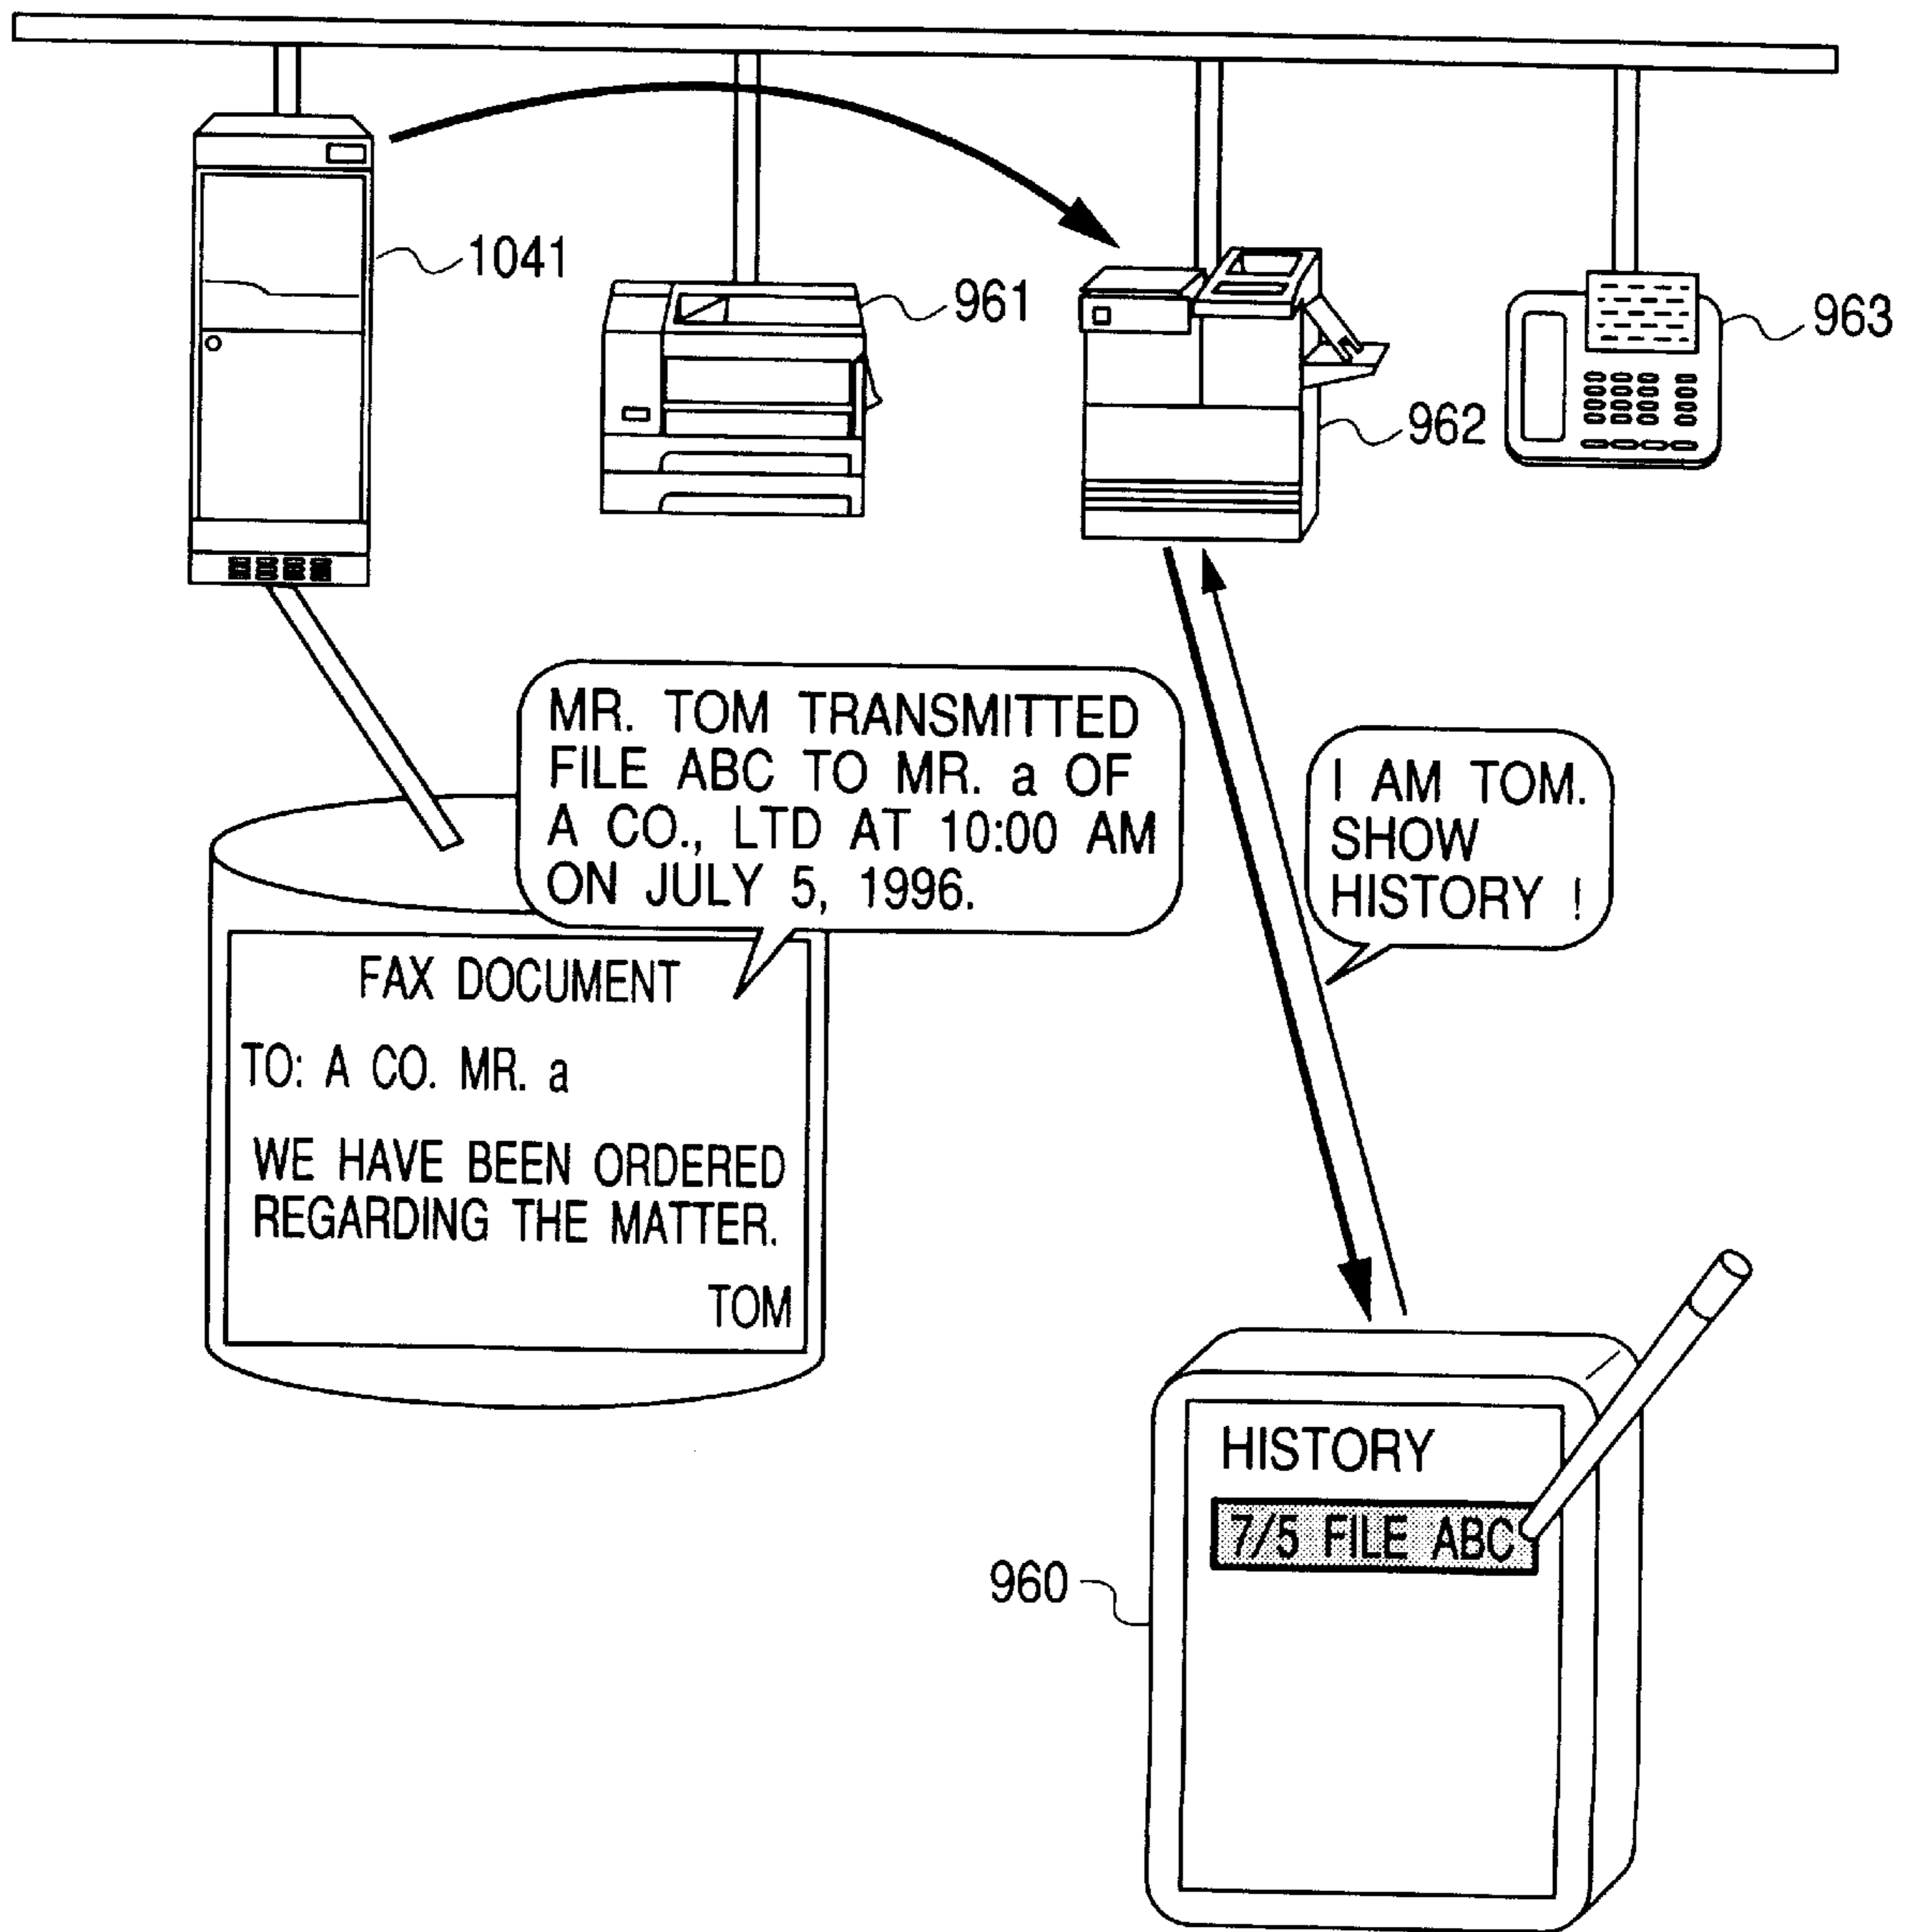 1041
961
963
962
MR. TOM TRANSMITTED
FILE ABC TO MR. a OF
A CO., LTD AT 10:00 AM
ON JULY 5, 1996.
I AM TOM.
SHOW
HISTORY !
FAX DOCUMENT
TO: A CO. MR. a
WE HAVE BEEN ORDERED
REGARDING THE MATTER.
TOM
HISTORY
7/5 FILE ABC
960